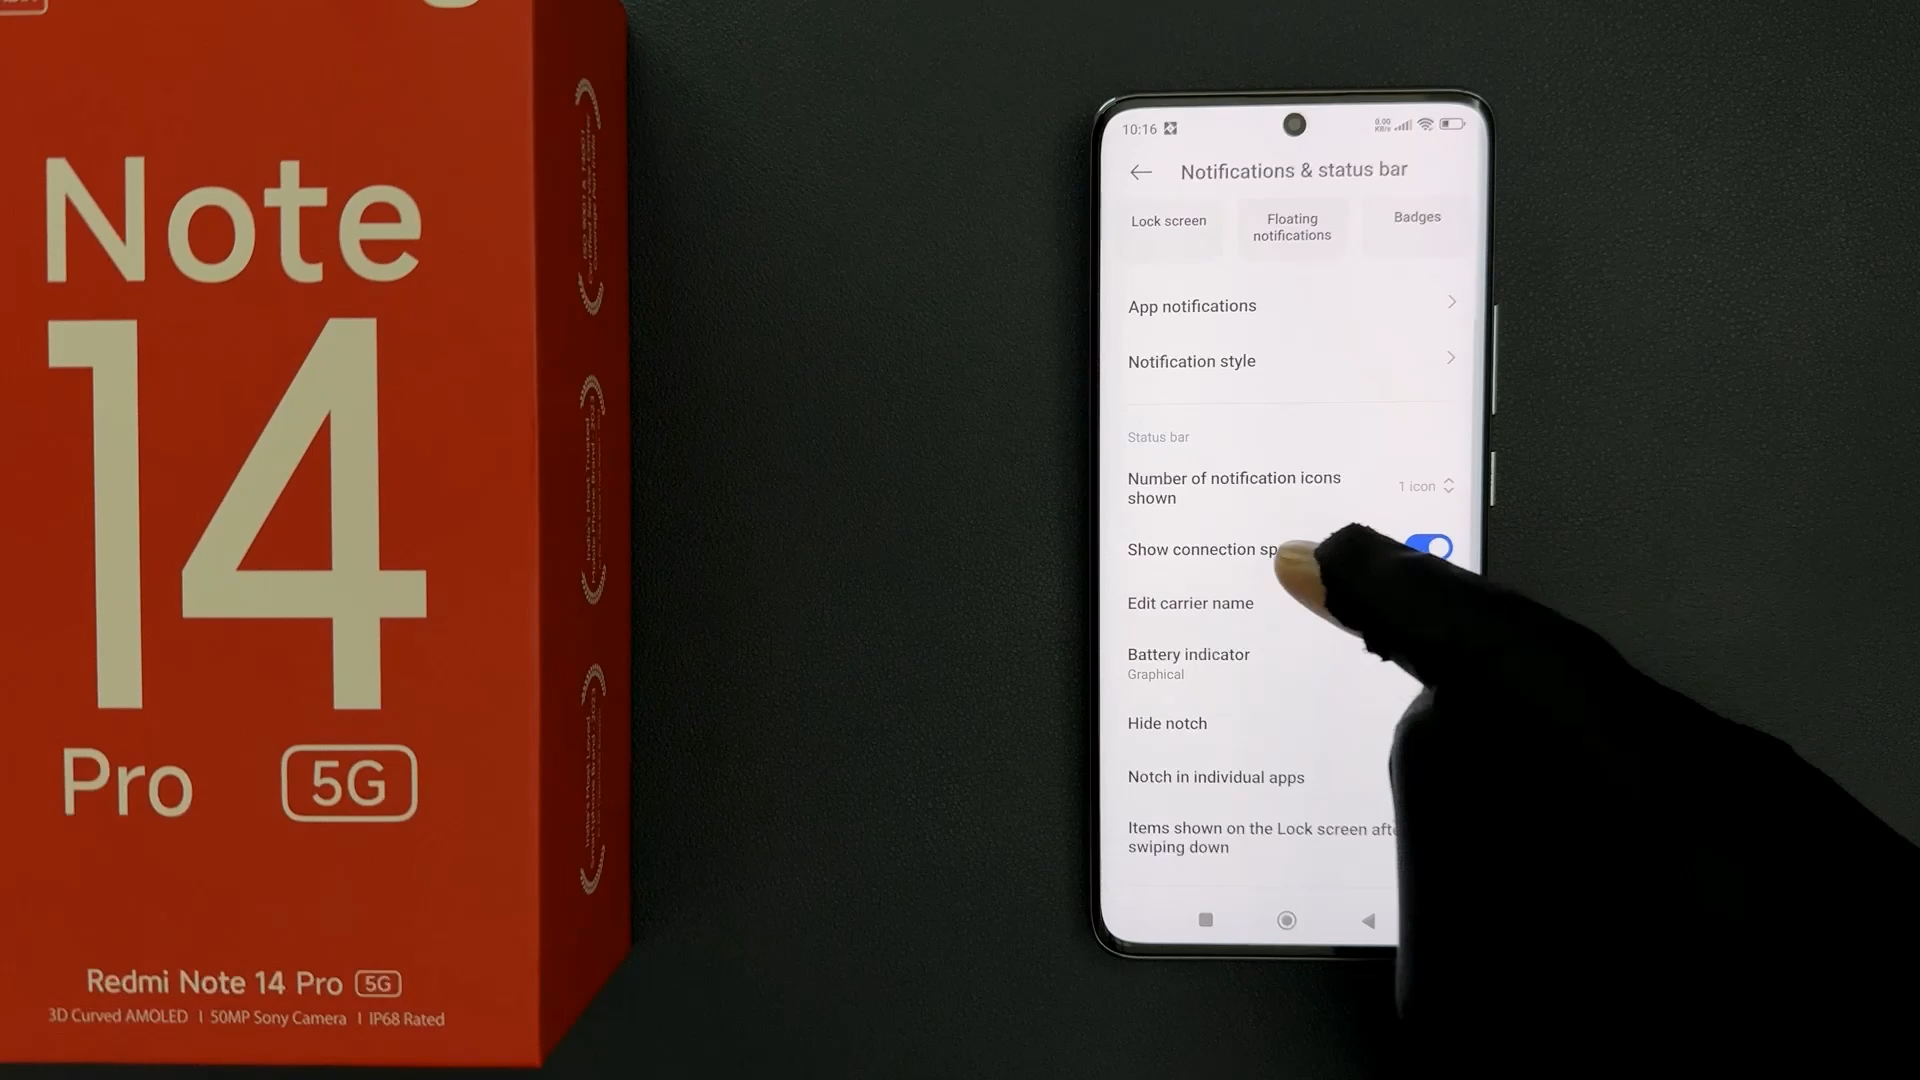 Note
14
Pro 5G
Redmi Note 14 Pro 5G
3D Curved AMOLED | 50MP Sony Camera | IP68 Rated
10:16
0.00
KB/s
Notifications & status bar
Lock screen
Floating
notifications
Badges
App notifications
Notification style
Status bar
Number of notification icons
shown
1 icon
Show connection sp
Edit carrier name
Battery indicator
Graphical
Hide notch
Notch in individual apps
Items shown on the Lock screen aft
swiping down